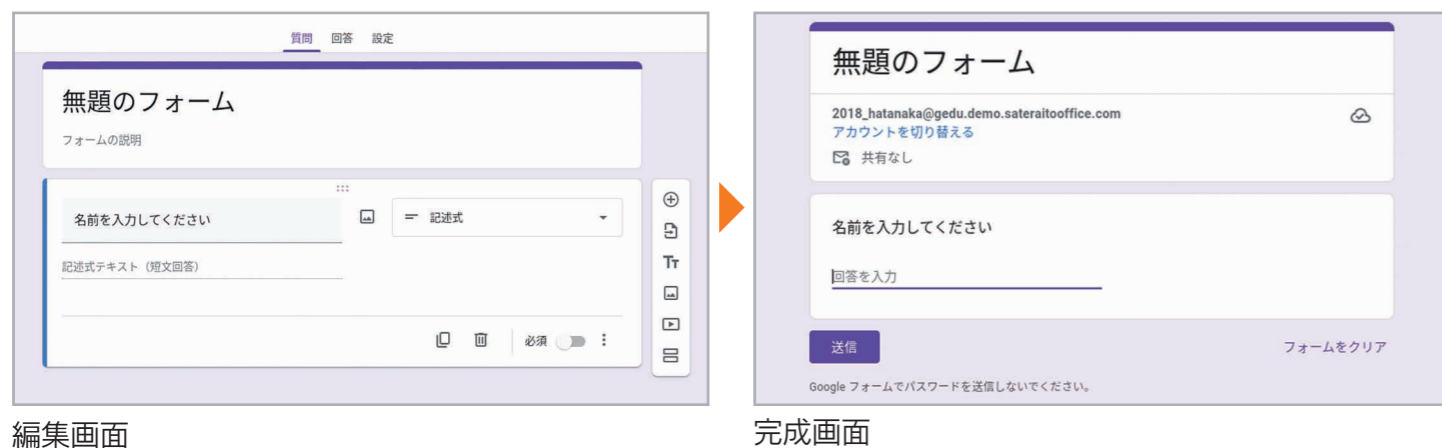 質問 回答 設定
無題のフォーム
フォームの説明
名前を入力してください
記述式
記述式テキスト（短文回答）
必須
Tт
編集画面
無題のフォーム
2018_hatanaka@gedu.demo.sateraitooffice.com
アカウントを切り替える
共有なし
名前を入力してください
回答を入力
送信
フォームをクリア
Google フォームでパスワードを送信しないでください。
完成画面